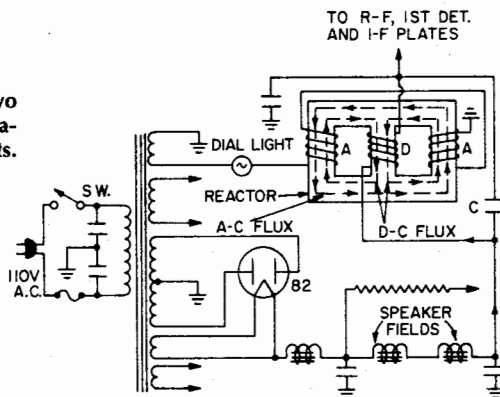 TO R-F, 1ST DET.
AND I-F PLATES
vo
a-
ts.
DIAL LIGHT
A
D
A
SW.
REACTOR
A-C FLUX
D-C FLUX
C
110V
A.C.
82
SPEAKER
FIELDS